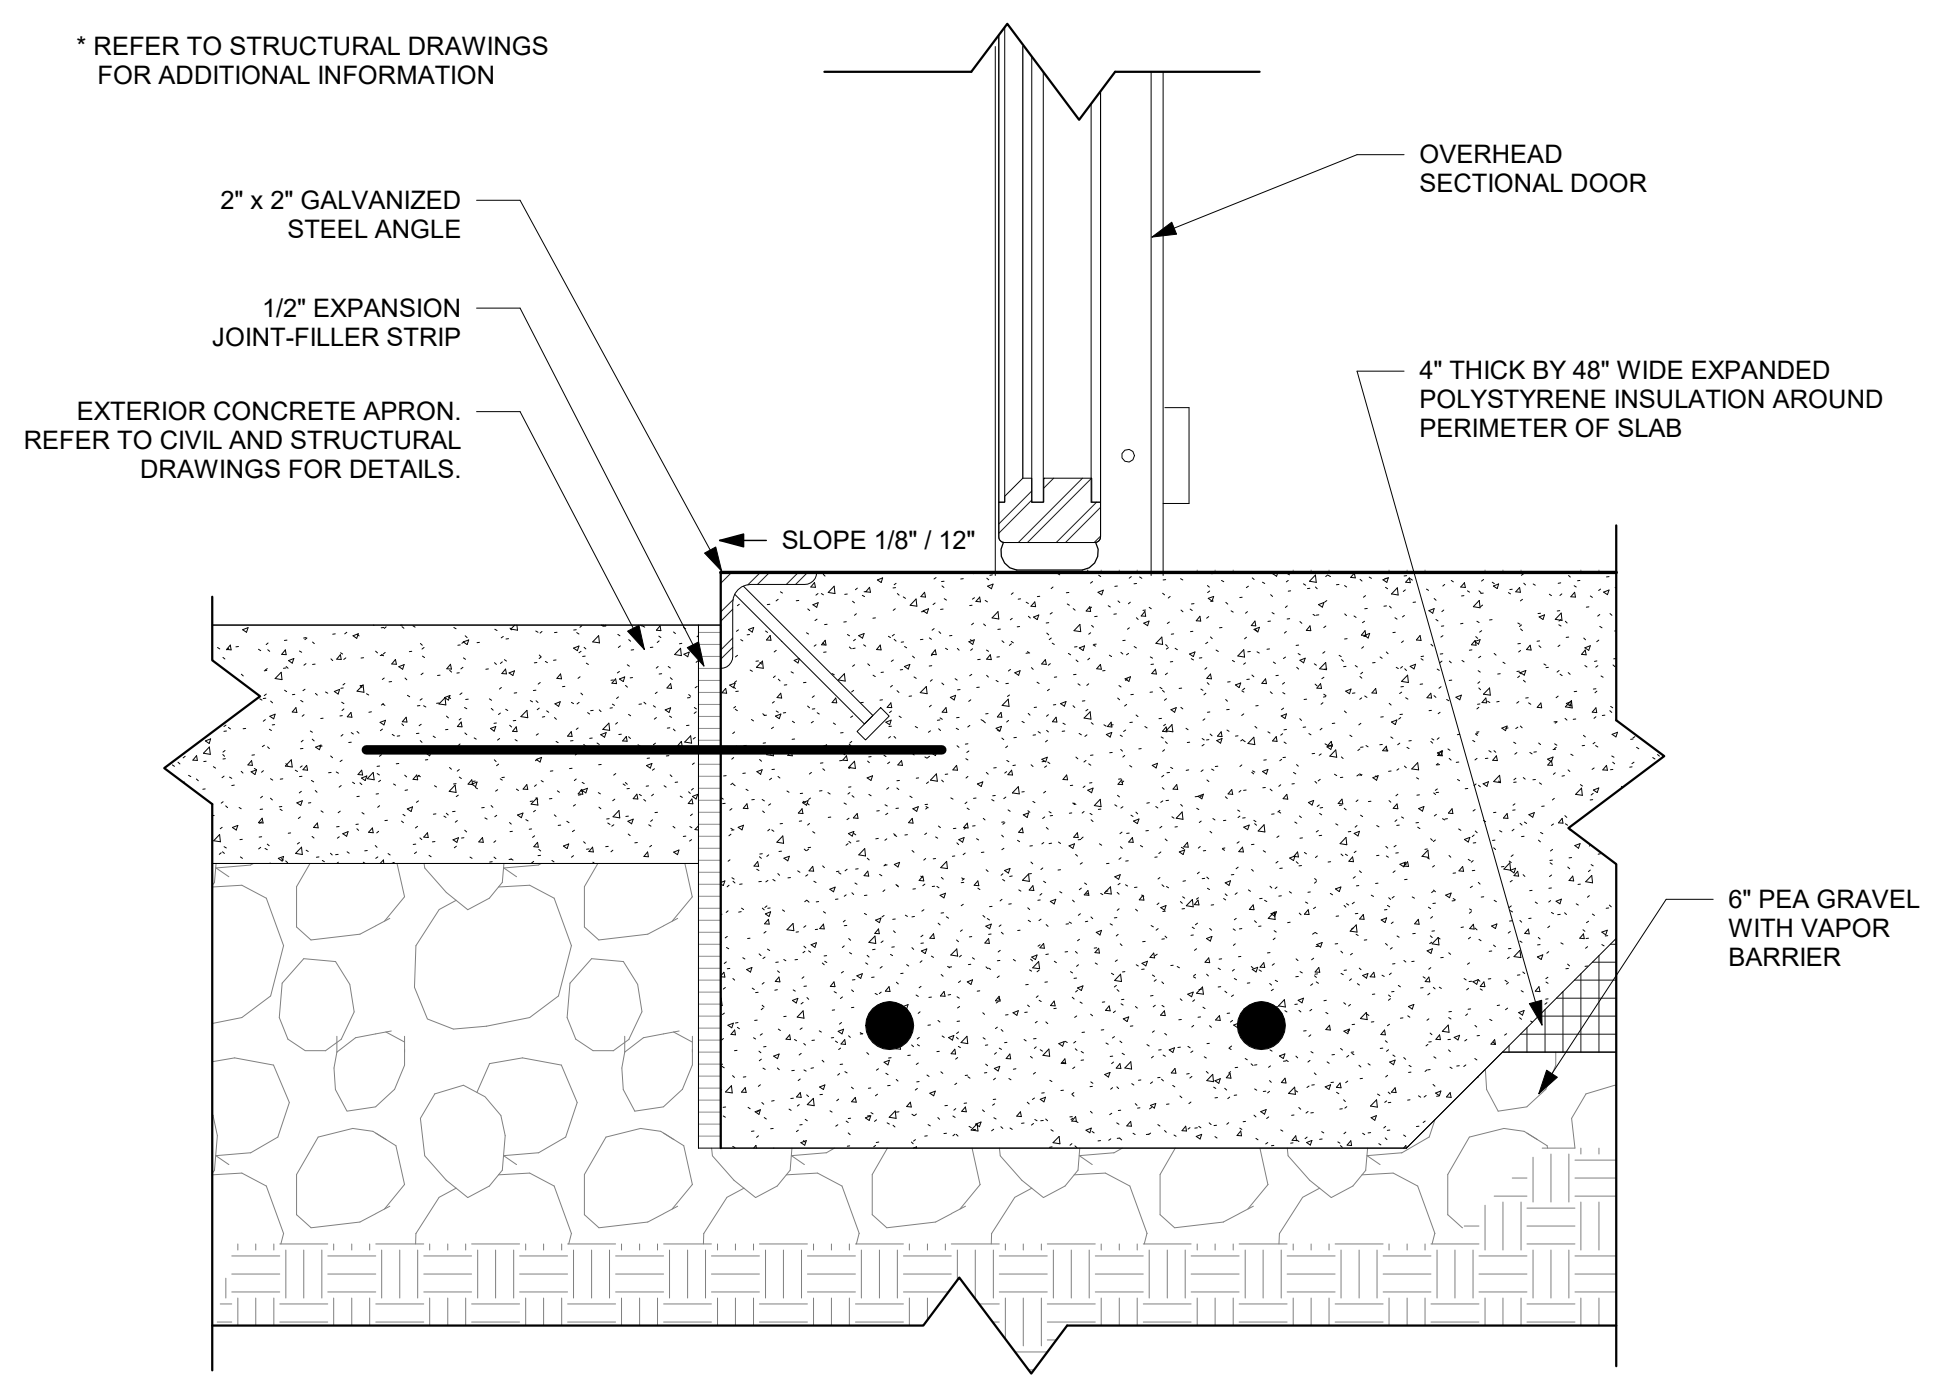 * REFER TO STRUCTURAL DRAWINGS
FOR ADDITIONAL INFORMATION
2" x 2" GALVANIZED
STEEL ANGLE
1/2" EXPANSION
JOINT-FILLER STRIP
EXTERIOR CONCRETE APRON.
REFER TO CIVIL AND STRUCTURAL
DRAWINGS FOR DETAILS.
SLOPE 1/8" / 12"
OVERHEAD
SECTIONAL DOOR
4" THICK BY 48" WIDE EXPANDED
POLYSTYRENE INSULATION AROUND
PERIMETER OF SLAB
6" PEA GRAVEL
WITH VAPOR
BARRIER